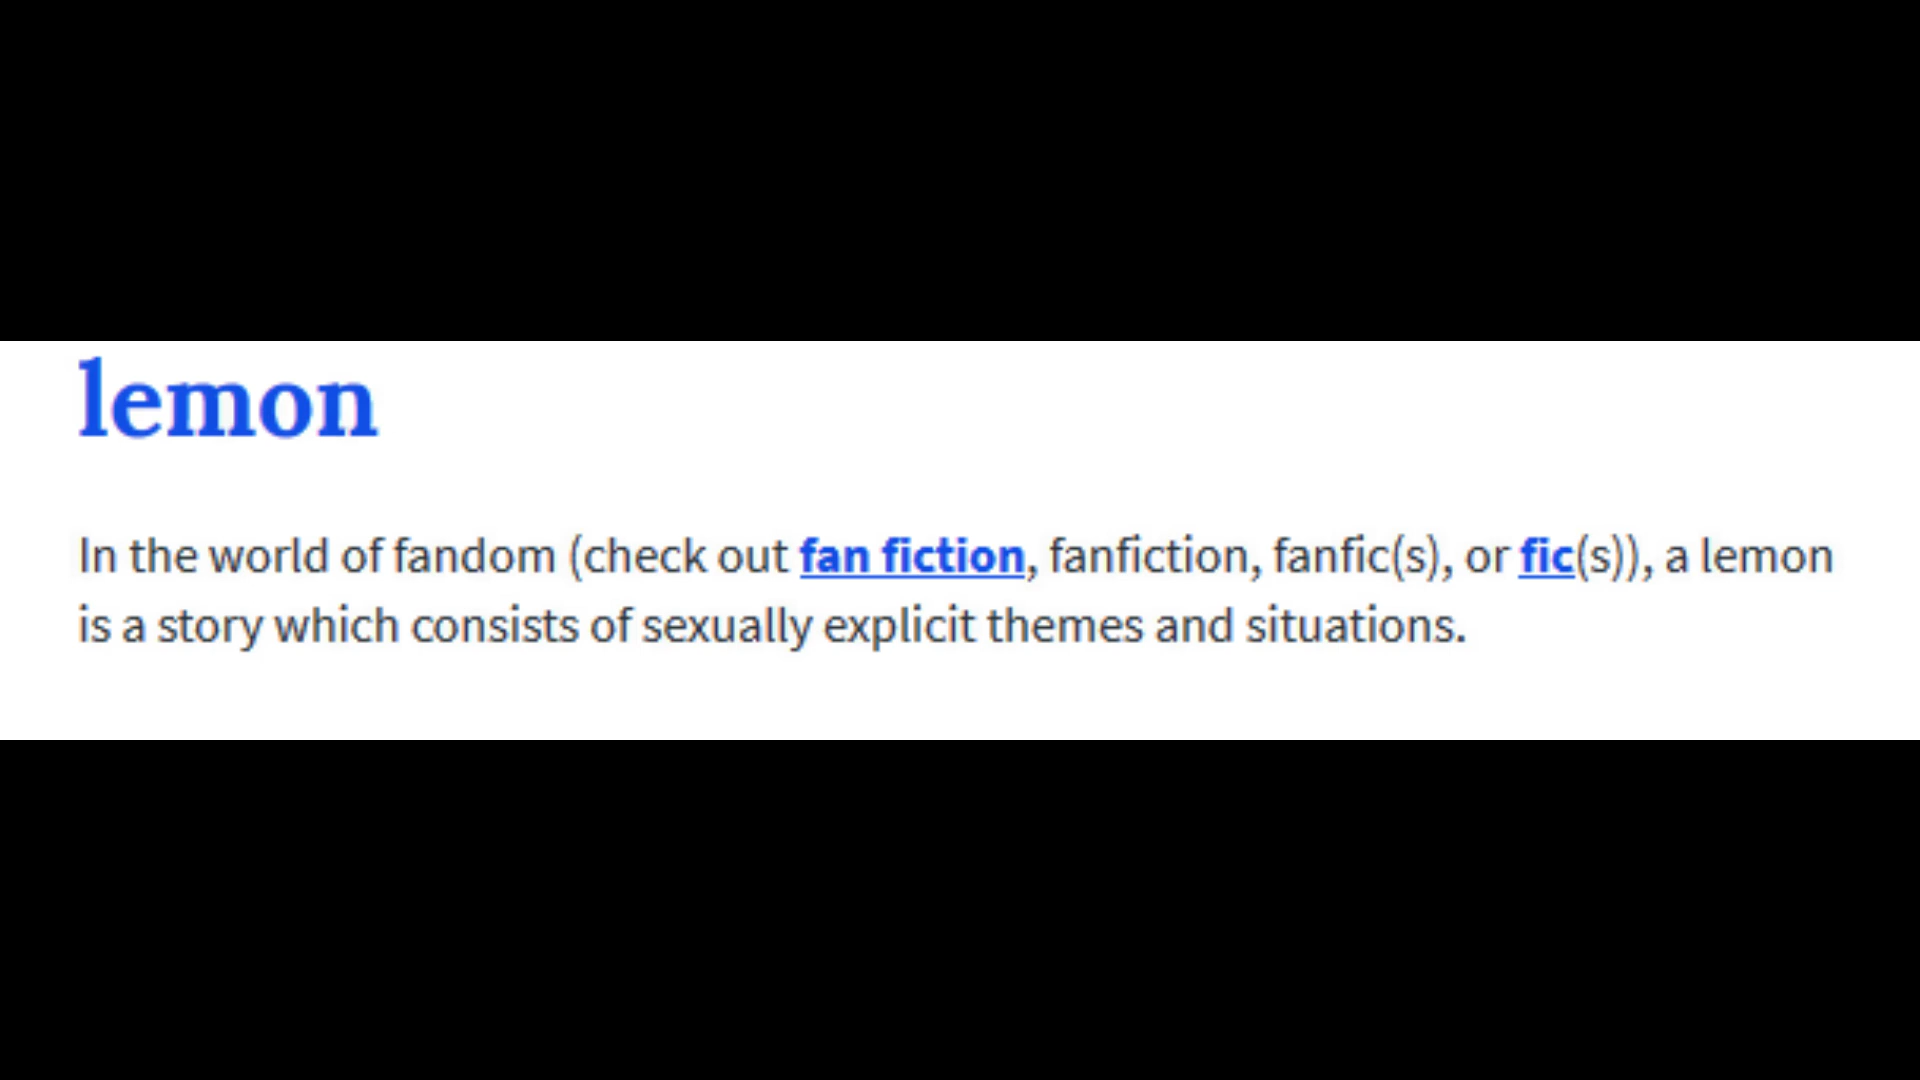 lemon
In the world of fandom (check out fan fiction, fanfiction, fanfic(s), or fic(s)), a lemon
is a story which consists of sexually explicit themes and situations.